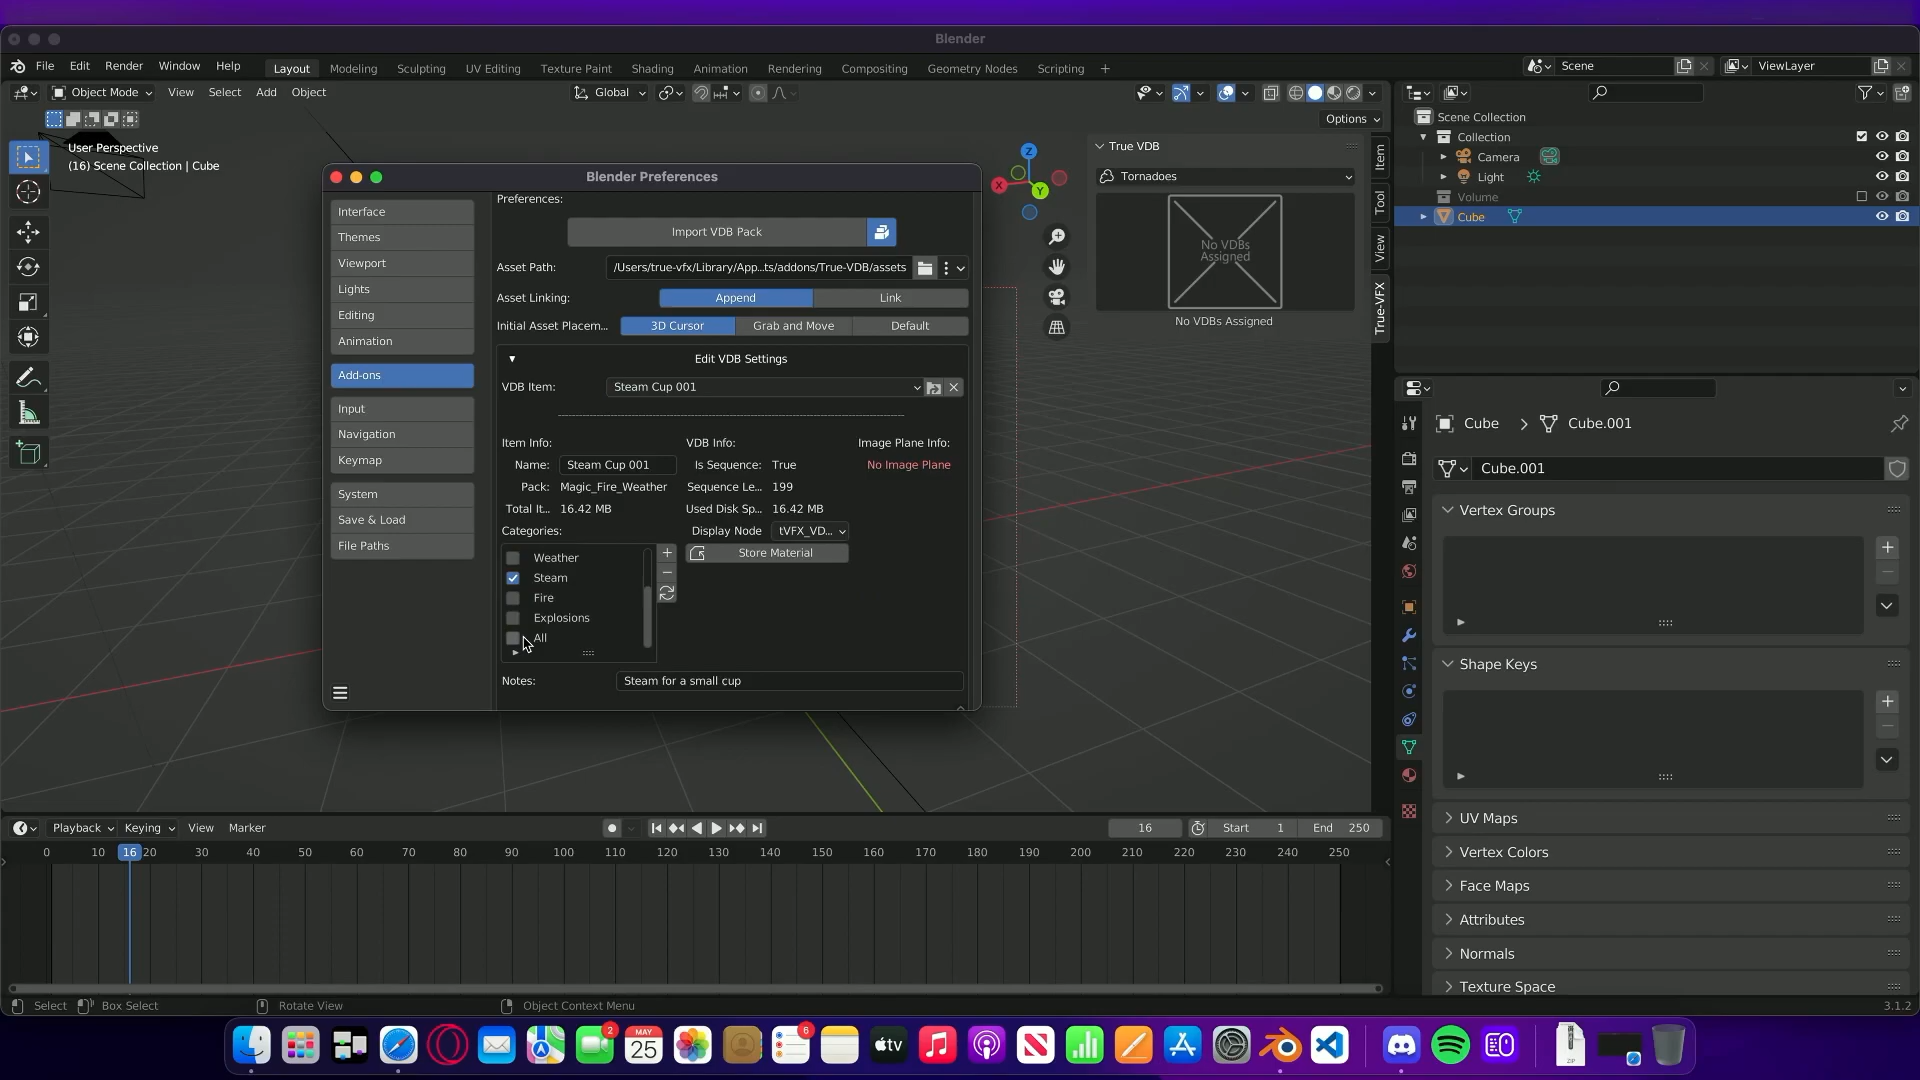 Blender
File Edit Render Window Help
Layout Modeling Sculpting UV Editing Texture Paint Shading Animation Rendering Compositing Geometry Nodes Scripting +
Scene
ViewLayer
Object Mode View Select Add Object
Global
Options
User Perspective
(16) Scene Collection | Cube
Z
X
Y
True VDB
Tornadoes
No VDBs
Assigned
No VDBs Assigned
Item
Tool
View
True-VFX
Blender Preferences
Interface
Themes
Viewport
Lights
Editing
Animation
Add-ons
Input
Navigation
Keymap
System
Save & Load
File Paths
Preferences:
Import VDB Pack
Asset Path: /Users/true-vfx/Library/App...ts/addons/True-VDB/assets
Asset Linking: Append Link
Initial Asset Placem... 3D Cursor Grab and Move Default
Edit VDB Settings
VDB Item: Steam Cup 001
Item Info: VDB Info: Image Plane Info:
Name: Steam Cup 001 Is Sequence: True No Image Plane
Pack: Magic_Fire_Weather Sequence Le... 199
Total It... 16.42 MB Used Disk Sp... 16.42 MB
Categories: Display Node tVFX_VD...
Store Material
Weather
Steam
Fire
Explosions
All
Notes: Steam for a small cup
Scene Collection
Collection
Camera
Light
Volume
Cube
Cube > Cube.001
Cube.001
Vertex Groups
Shape Keys
UV Maps
Vertex Colors
Face Maps
Attributes
Normals
Texture Space
Playback Keying View Marker
16 Start 1 End 250
0 10 16 20 30 40 50 60 70 80 90 100 110 120 130 140 150 160 170 180 190 200 210 220 230 240 250
Select Box Select Rotate View Object Context Menu
3.1.2
2
MAY
25
6
tv
ZIP